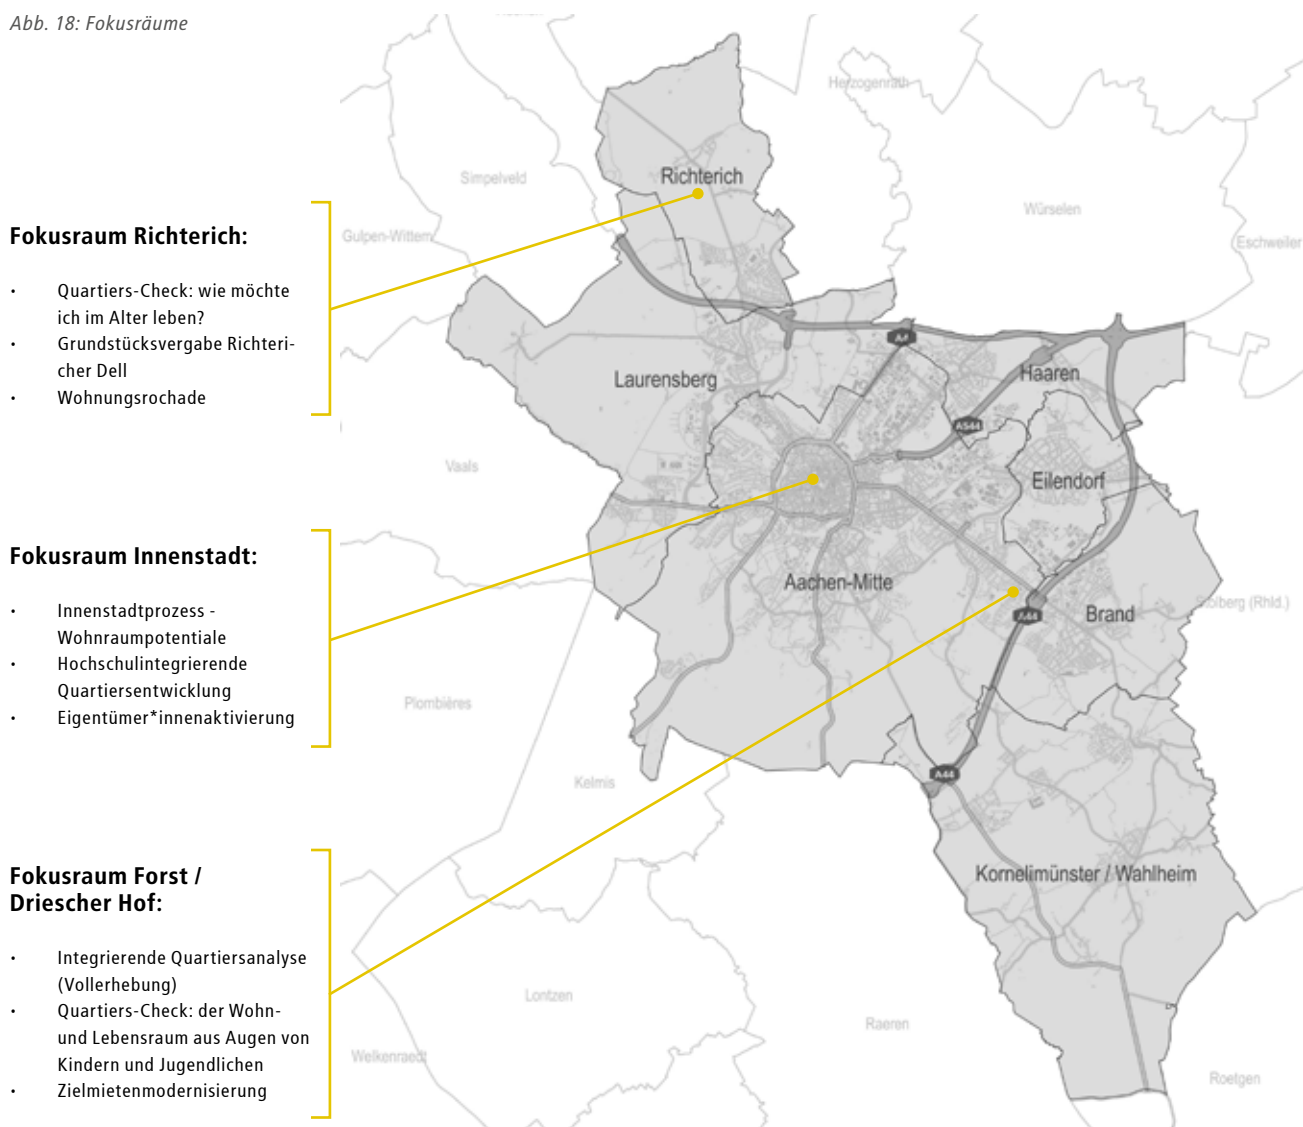 Abb. 18: Fokusräume
Fokusraum Richterich:
• Quartiers-Check: wie möchte
ich im Alter leben?
• Grundstücksvergabe Richteri-
cher Dell
• Wohnungsrochade
Fokusraum Innenstadt:
• Innenstadtprozess -
Wohnraumpotentiale
• Hochschulintegrierende
Quartiersentwicklung
• Eigentümer*innenaktivierung
Fokusraum Forst /
Driescher Hof:
• Integrierende Quartiersanalyse
(Vollerhebung)
• Quartiers-Check: der Wohn-
und Lebensraum aus Augen von
Kindern und Jugendlichen
• Zielmietenmodernisierung
Herzogenrath
Simpelveld
Richterich
Würselen
Gulpen-Wittem
Eschweiler
A4
Laurensberg
Haaren
A544
Vaals
Eilendorf
Aachen-Mitte
Stolberg (Rhld.)
A44
Brand
Plombières
A44
Kelmis
Kornelimünster / Wahlheim
Lontzen
Raeren
Welkenraedt
Roetgen